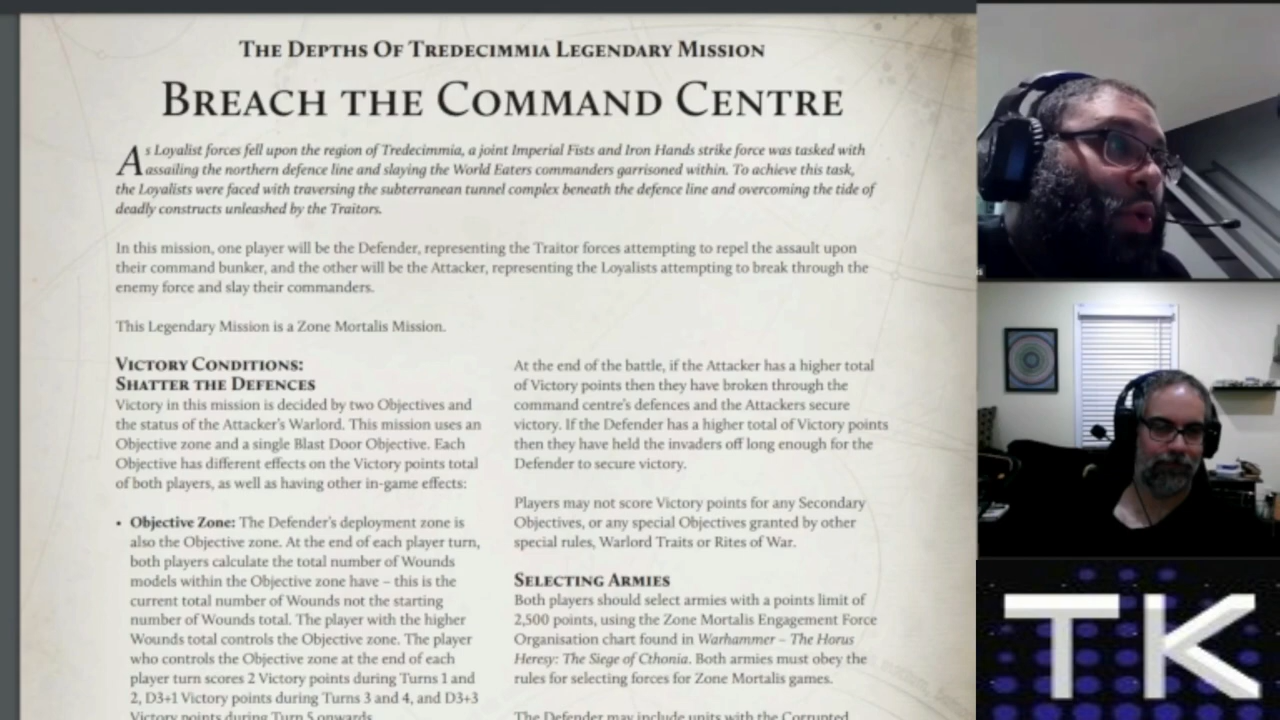 The Depths Of Tredecimmia Legendary Mission
Breach the Command Centre
As Loyalist forces fell upon the region of Tredecimmia, a joint Imperial Fists and Iron Hands strike force was tasked with
assailing the northern defence line and slaying the World Eaters commanders garrisoned within. To achieve this task,
the Loyalists were faced with traversing the subterranean tunnel complex beneath the defence line and overcoming the tide of
deadly constructs unleashed by the Traitors.
In this mission, one player will be the Defender, representing the Traitor forces attempting to repel the assault upon
their command bunker, and the other will be the Attacker, representing the Loyalists attempting to break through the
enemy force and slay their commanders.
This Legendary Mission is a Zone Mortalis Mission.
Victory Conditions:
Shatter the Defences
Victory in this mission is decided by two Objectives and
the status of the Attacker's Warlord. This mission uses an
Objective zone and a single Blast Door Objective. Each
Objective has different effects on the Victory points total
of both players, as well as having other in-game effects:
• Objective Zone: The Defender's deployment zone is
also the Objective zone. At the end of each player turn,
both players calculate the total number of Wounds
models within the Objective zone have – this is the
current total number of Wounds not the starting
number of Wounds total. The player with the higher
Wounds total controls the Objective zone. The player
who controls the Objective zone at the end of each
player turn scores 2 Victory points during Turns 1 and
2, D3+1 Victory points during Turns 3 and 4, and D3+3
Victory points during Turn 5 onwards.
At the end of the battle, if the Attacker has a higher total
of Victory points then they have broken through the
command centre's defences and the Attackers secure
victory. If the Defender has a higher total of Victory points
then they have held the invaders off long enough for the
Defender to secure victory.
Players may not score Victory points for any Secondary
Objectives, or any special Objectives granted by other
special rules, Warlord Traits or Rites of War.
Selecting Armies
Both players should select armies with a points limit of
2,500 points, using the Zone Mortalis Engagement Force
Organisation chart found in Warhammer – The Horus
Heresy: The Siege of Cthonia. Both armies must obey the
rules for selecting forces for Zone Mortalis games.
The Defender may include units with the Corrupted
TK